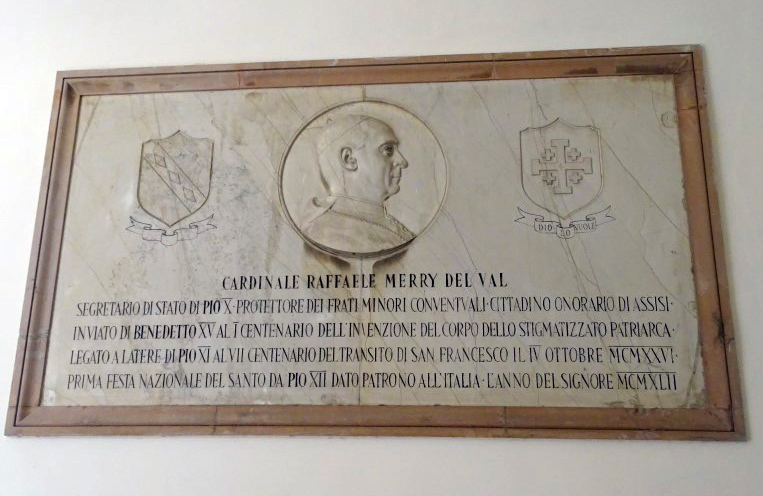 DIO LO VUOLE
CARDINALE RAFFAELE MERRY DEL VAL
SEGRETARIO DI STATO DI PIO X · PROTETTORE DEI FRATI MINORI CONVENTVALI · CITTADINO ONORARIO DI ASSISI ·
INVIATO DI BENEDETTO XV AL I CENTENARIO DELL'INVENZIONE DEL CORPO DELLO STIGMATIZZATO PATRIARCA ·
LEGATO A LATERE DI PIO XI AL VII CENTENARIO DEL TRANSITO DI SAN FRANCESCO IL IV OTTOBRE MCMXXVI ·
PRIMA FESTA NAZIONALE DEL SANTO DA PIO XII DATO PATRONO ALL'ITALIA · L'ANNO DEL SIGNORE MCMXLII